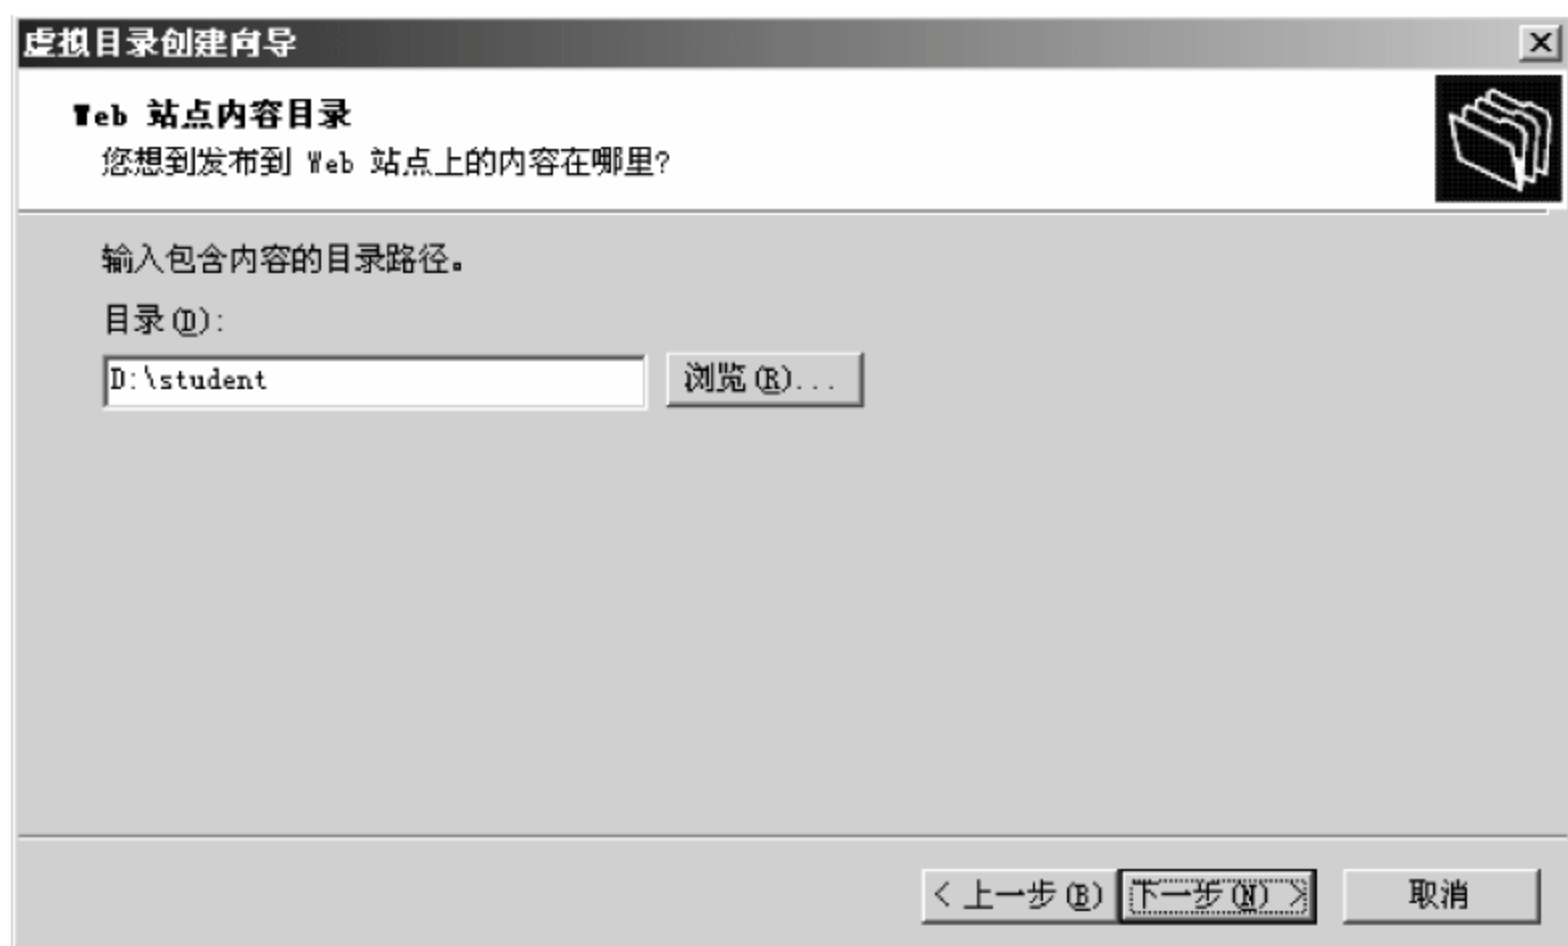 虚拟目录创建向导
Web 站点内容目录
您想到发布到 Web 站点上的内容在哪里?
输入包含内容的目录路径。
目录(D):
D:\student 浏览(R)...
< 上一步(B) 下一步(N) > 取消